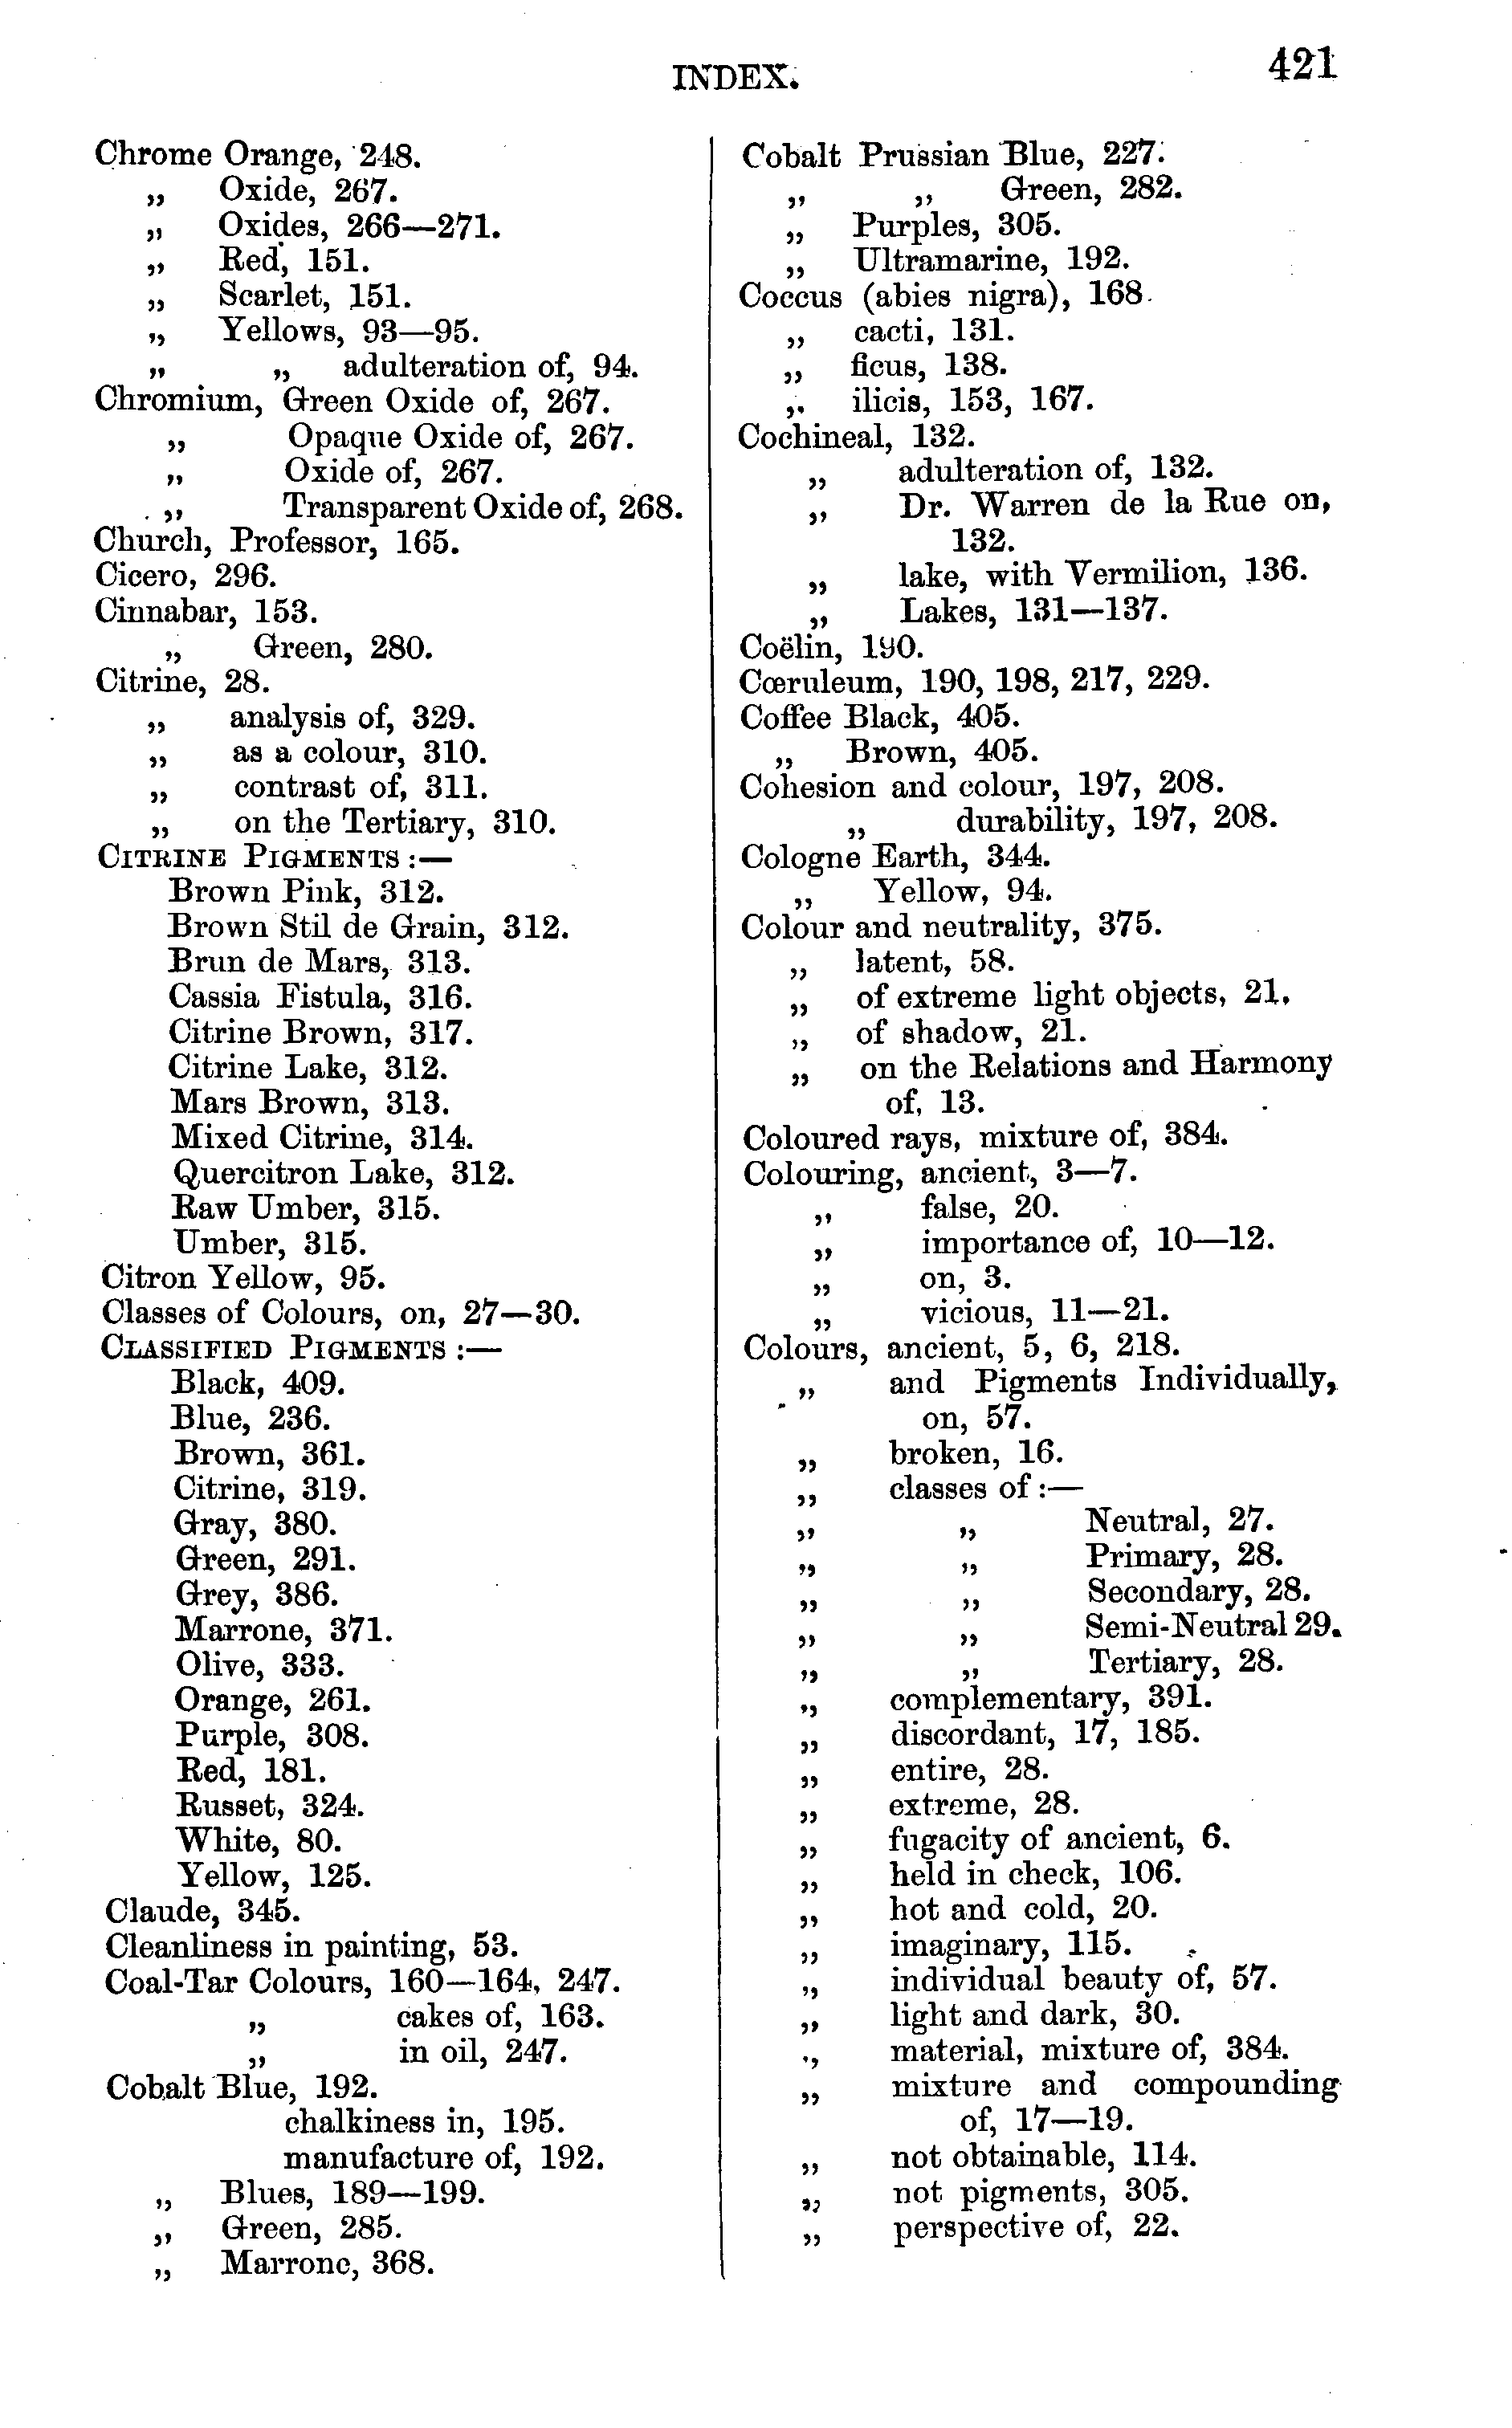 INDEX. 421
Chrome Orange, 248.
„ Oxide, 267.
„ Oxides, 266—271.
„ Red, 151.
„ Scarlet, 151.
„ Yellows, 93—95.
„ „ adulteration of, 94.
Chromium, Green Oxide of, 267.
„ Opaque Oxide of, 267.
„ Oxide of, 267.
„ Transparent Oxide of, 268.
Church, Professor, 165.
Cicero, 296.
Cinnabar, 153.
„ Green, 280.
Citrine, 28.
„ analysis of, 329.
„ as a colour, 310.
„ contrast of, 311.
„ on the Tertiary, 310.
CITRINE PIGMENTS :—
Brown Pink, 312.
Brown Stil de Grain, 312.
Brun de Mars, 313.
Cassia Fistula, 316.
Citrine Brown, 317.
Citrine Lake, 312.
Mars Brown, 313.
Mixed Citrine, 314.
Quercitron Lake, 312.
Raw Umber, 315.
Umber, 315.
Citron Yellow, 95.
Classes of Colours, on, 27—30.
CLASSIFIED PIGMENTS :—
Black, 409.
Blue, 236.
Brown, 361.
Citrine, 319.
Gray, 380.
Green, 291.
Grey, 386.
Marrone, 371.
Olive, 333.
Orange, 261.
Purple, 308.
Red, 181.
Russet, 324.
White, 80.
Yellow, 125.
Claude, 345.
Cleanliness in painting, 53.
Coal-Tar Colours, 160—164, 247.
„ cakes of, 163.
„ in oil, 247.
Cobalt Blue, 192.
chalkiness in, 195.
manufacture of, 192.
„ Blues, 189—199.
„ Green, 285.
„ Marrone, 368.
Cobalt Prussian Blue, 227.
„ „ Green, 282.
„ Purples, 305.
„ Ultramarine, 192.
Coccus (abies nigra), 168.
„ cacti, 131.
„ ficus, 138.
„ ilicis, 153, 167.
Cochineal, 132.
„ adulteration of, 132.
„ Dr. Warren de la Rue on,
132.
„ lake, with Vermilion, 136.
„ Lakes, 131—137.
Coëlin, 190.
Cœruleum, 190, 198, 217, 229.
Coffee Black, 405.
„ Brown, 405.
Cohesion and colour, 197, 208.
„ durability, 197, 208.
Cologne Earth, 344.
„ Yellow, 94.
Colour and neutrality, 375.
„ latent, 58.
„ of extreme light objects, 21.
„ of shadow, 21.
„ on the Relations and Harmony
of, 13.
Coloured rays, mixture of, 384.
Colouring, ancient, 3—7.
„ false, 20.
„ importance of, 10—12.
„ on, 3.
„ vicious, 11—21.
Colours, ancient, 5, 6, 218.
„ and Pigments Individually,
on, 57.
„ broken, 16.
„ classes of :—
„ „ Neutral, 27.
„ „ Primary, 28.
„ „ Secondary, 28.
„ „ Semi-Neutral 29.
„ „ Tertiary, 28.
„ complementary, 391.
„ discordant, 17, 185.
„ entire, 28.
„ extreme, 28.
„ fugacity of ancient, 6.
„ held in check, 106.
„ hot and cold, 20.
„ imaginary, 115.
„ individual beauty of, 57.
„ light and dark, 30.
„ material, mixture of, 384.
„ mixture and compounding
of, 17—19.
„ not obtainable, 114.
„ not pigments, 305.
„ perspective of, 22.